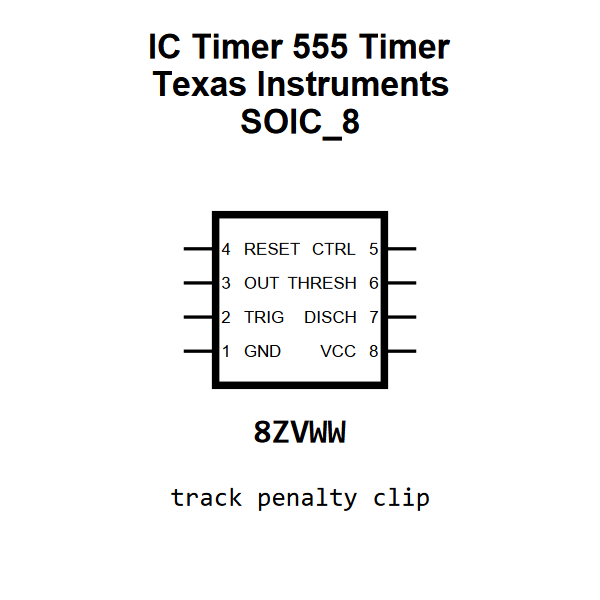 IC Timer 555 Timer
Texas Instruments
SOIC_8
4 RESET CTRL 5
3 OUT THRESH 6
2 TRIG DISCH 7
1 GND VCC 8
8ZVWW
track penalty clip